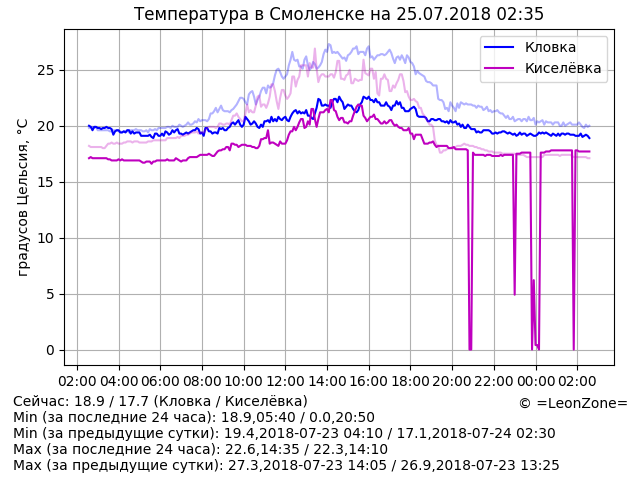 Температура в Смоленске на 25.07.2018 02:35
Кловка
Киселёвка
градусов Цельсия, °C
25
20
15
10
5
0
02:00 04:00 06:00 08:00 10:00 12:00 14:00 16:00 18:00 20:00 22:00 00:00 02:00
Сейчас: 18.9 / 17.7 (Кловка / Киселёвка)
© =LeonZone=
Min (за последние 24 часа): 18.9,05:40 / 0.0,20:50
Min (за предыдущие сутки): 19.4,2018-07-23 04:10 / 17.1,2018-07-24 02:30
Max (за последние 24 часа): 22.6,14:35 / 22.3,14:10
Max (за предыдущие сутки): 27.3,2018-07-23 14:05 / 26.9,2018-07-23 13:25